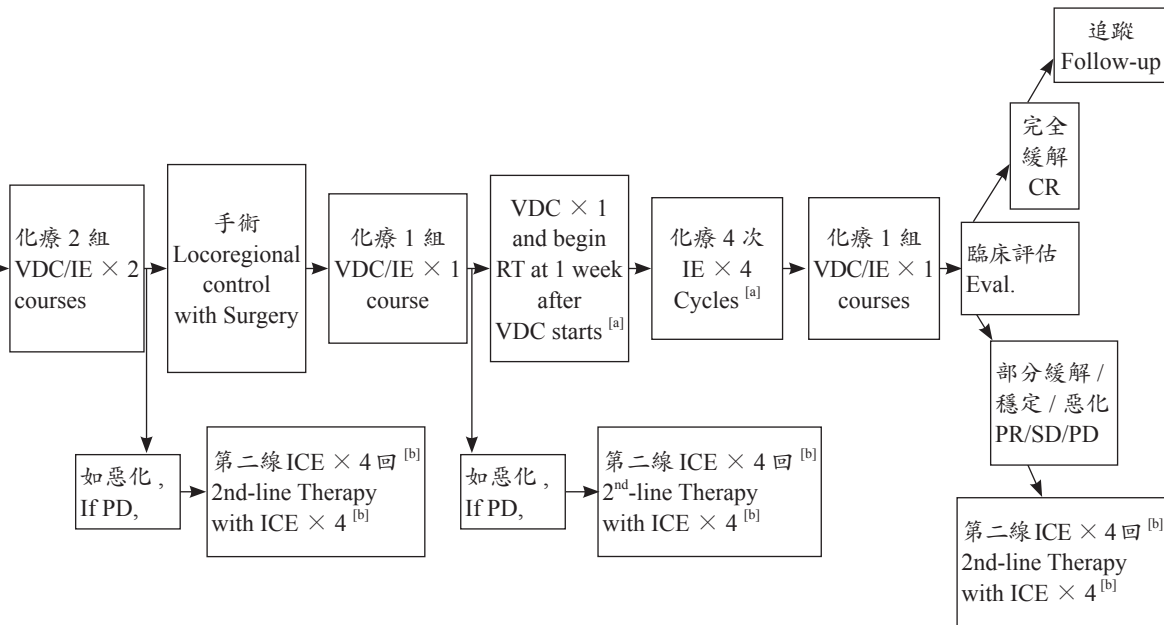 化療 2 組
VDC/IE × 2
courses
手術
Locoregional
control
with Surgery
化療 1 組
VDC/IE × 1
course
VDC × 1
and begin
RT at 1 week
after
VDC starts [a]
化療 4 次
IE × 4
Cycles [a]
化療 1 組
VDC/IE × 1
courses
臨床評估
Eval.
完全
緩解
CR
追蹤
Follow-up
部分緩解 /
穩定 / 惡化
PR/SD/PD
如惡化 ,
If PD,
第二線 ICE × 4 回 [b]
2nd-line Therapy
with ICE × 4 [b]
如惡化 ,
If PD,
第二線 ICE × 4 回 [b]
2nd-line Therapy
with ICE × 4 [b]
第二線 ICE × 4 回 [b]
2nd-line Therapy
with ICE × 4 [b]